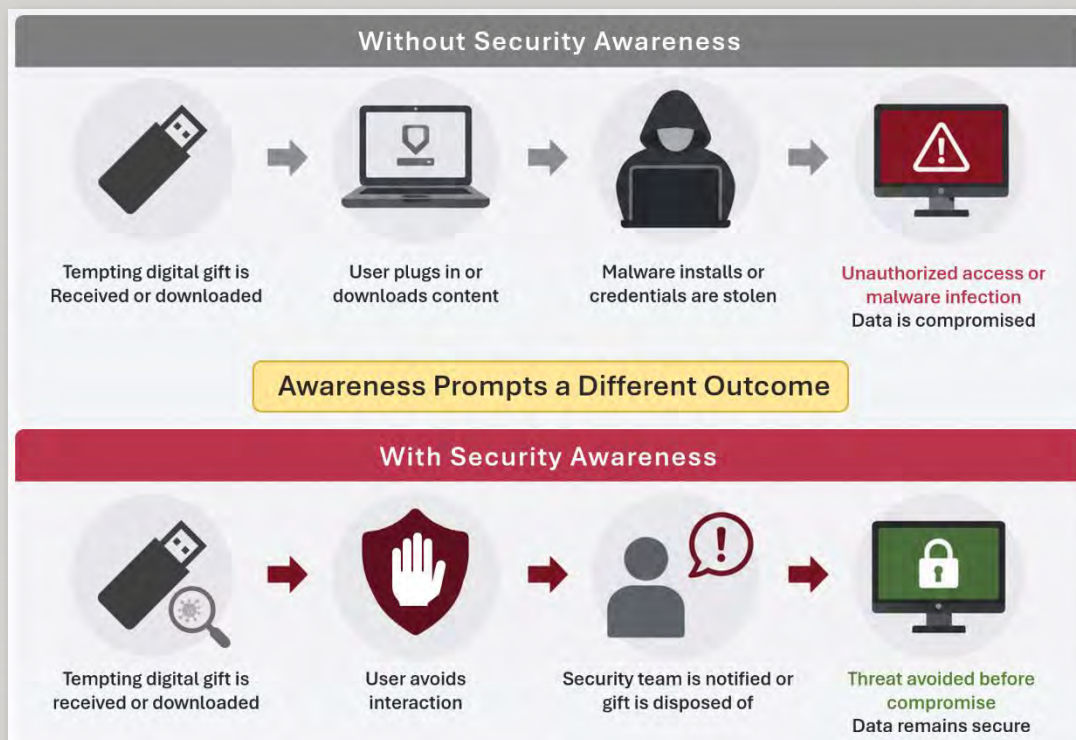 Without Security Awareness
Tempting digital gift is
Received or downloaded
User plugs in or
downloads content
Malware installs or
credentials are stolen
Unauthorized access or
malware infection
Data is compromised
Awareness Prompts a Different Outcome
With Security Awareness
Tempting digital gift is
received or downloaded
User avoids
interaction
Security team is notified or
gift is disposed of
Threat avoided before
compromise
Data remains secure